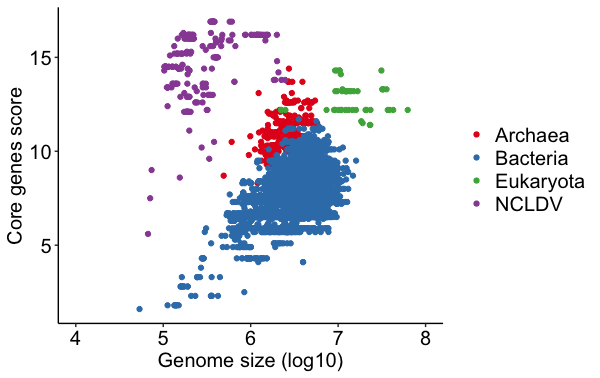 Core genes score
15
10
5
4 5 6 7 8
Genome size (log10)
Archaea
Bacteria
Eukaryota
NCLDV